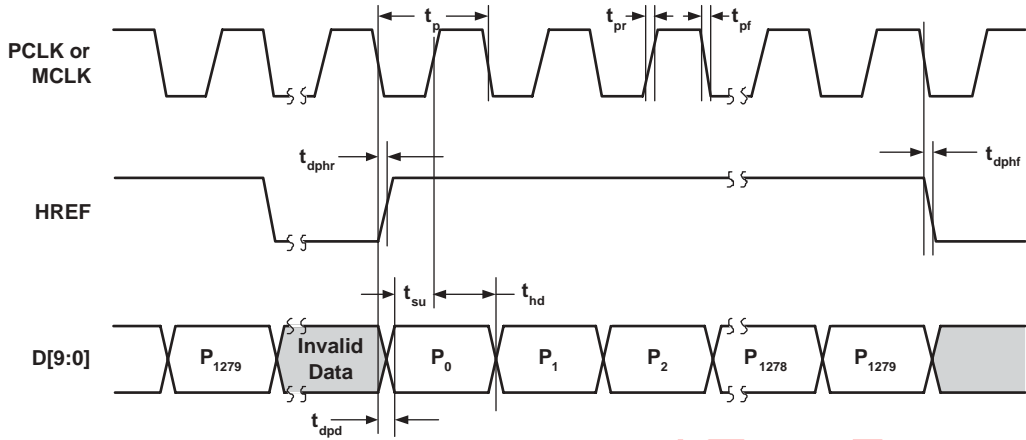 PCLK or
MCLK
t_p
t_pr
t_pf
HREF
t_dphr
t_dphf
D[9:0]
t_su
t_hd
P_1279
Invalid
Data
P_0
P_1
P_2
P_1278
P_1279
t_dpd